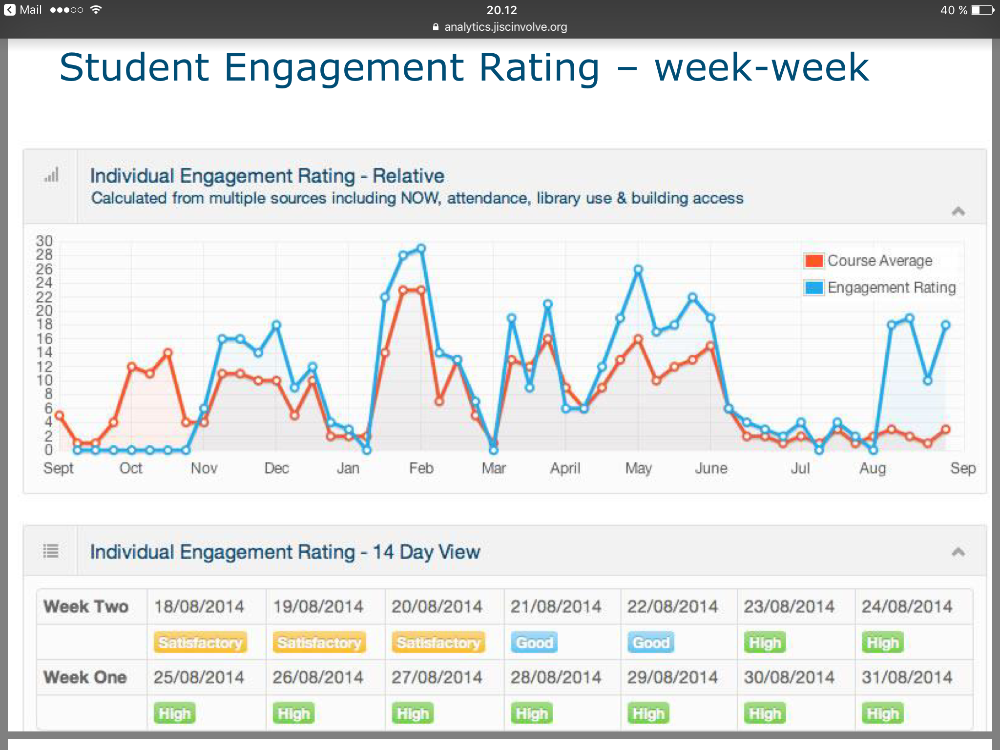 Mail
20.12
40 %
analytics.jiscinvolve.org
Student Engagement Rating – week-week
Individual Engagement Rating - Relative
Calculated from multiple sources including NOW, attendance, library use & building access
30
28
26
24
22
20
18
16
14
12
10
8
6
4
2
0
Course Average
Engagement Rating
Sept Oct Nov Dec Jan Feb Mar April May June Jul Aug Sep
Individual Engagement Rating - 14 Day View
Week Two 18/08/2014 19/08/2014 20/08/2014 21/08/2014 22/08/2014 23/08/2014 24/08/2014
Satisfactory Satisfactory Satisfactory Good Good High High
Week One 25/08/2014 26/08/2014 27/08/2014 28/08/2014 29/08/2014 30/08/2014 31/08/2014
High High High High High High High